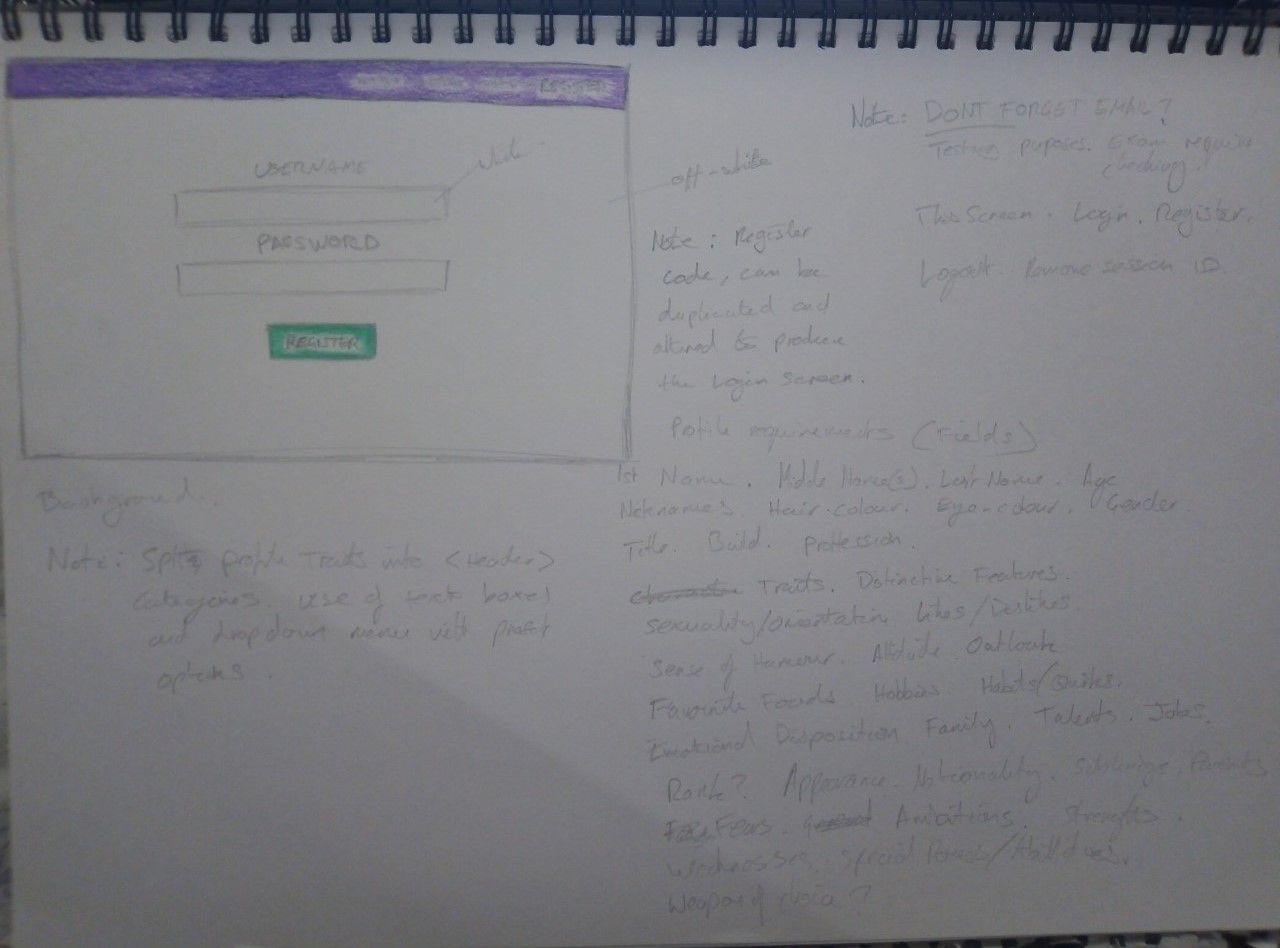 REGISTER
USERNAME
white
off-white
PASSWORD
REGISTER
Note: DONT FORGET EMAIL?
Testing puposes. Exam require
checking.
This Screen. Login. Register.
Logout. Remove session ID.
Note: Register
code, can be
duplicated and
altered to produce
the Login Screen.
Background.
Note: Split profile Traits into <Header>
Categories. Use of text boxes
and dropdown menu with preset
options.
Profile requirements (Fields)
1st Name. Middle Name(s). Last Name. Age
Nicknames. Hair-colour. Eye-colour. Gender.
Title. Build. Proffession.
Traits. Distinctive Features.
Sexuality/orientation Likes/Deslikes.
Sense of Humour. Attitude Outlook
Favourite Foods Hobbies. Habits/Quirks.
Emotional Disposition Family. Talents. Jobs.
Rank? Appearance. Nationality. Siblings. Parents.
Fears. Ambitions. Strengths.
Weaknesses. Special Powers/Abilities.
Weapon of choice?